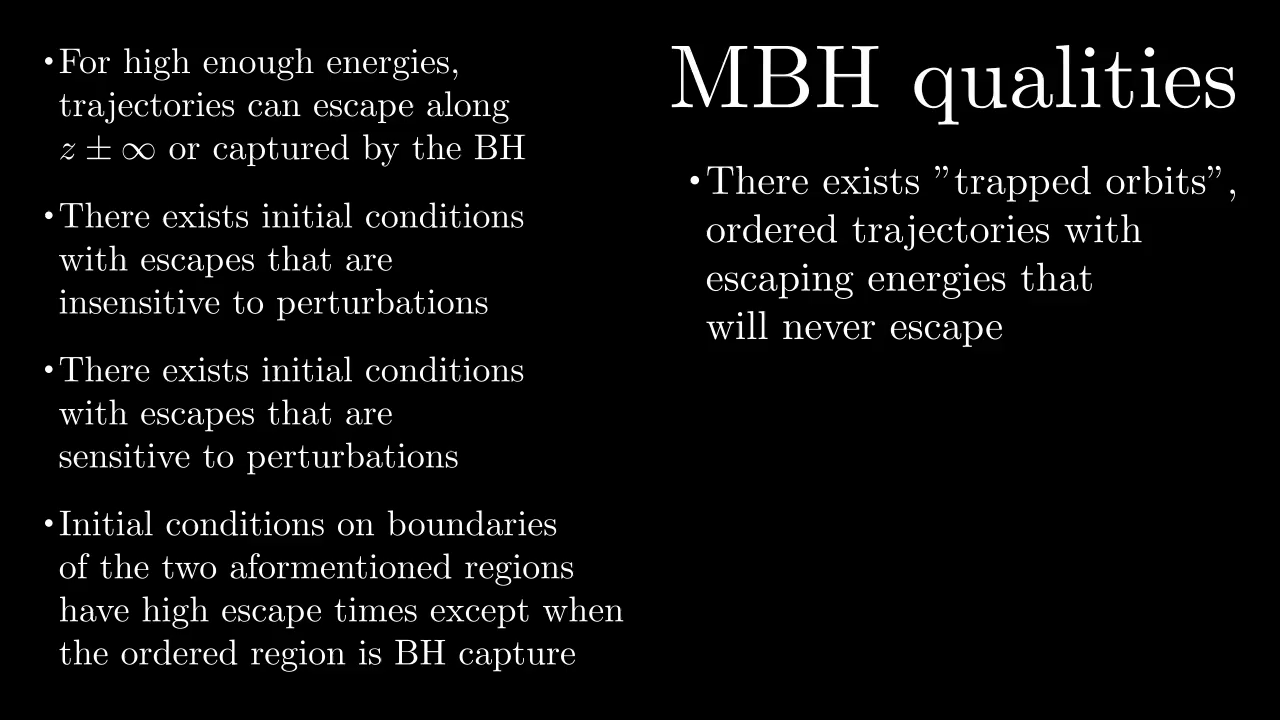 MBH qualities
•For high enough energies,
trajectories can escape along
z ± ∞ or captured by the BH
•There exists initial conditions
with escapes that are
insensitive to perturbations
•There exists initial conditions
with escapes that are
sensitive to perturbations
•Initial conditions on boundaries
of the two aformentioned regions
have high escape times except when
the ordered region is BH capture
•There exists ”trapped orbits”,
ordered trajectories with
escaping energies that
will never escape